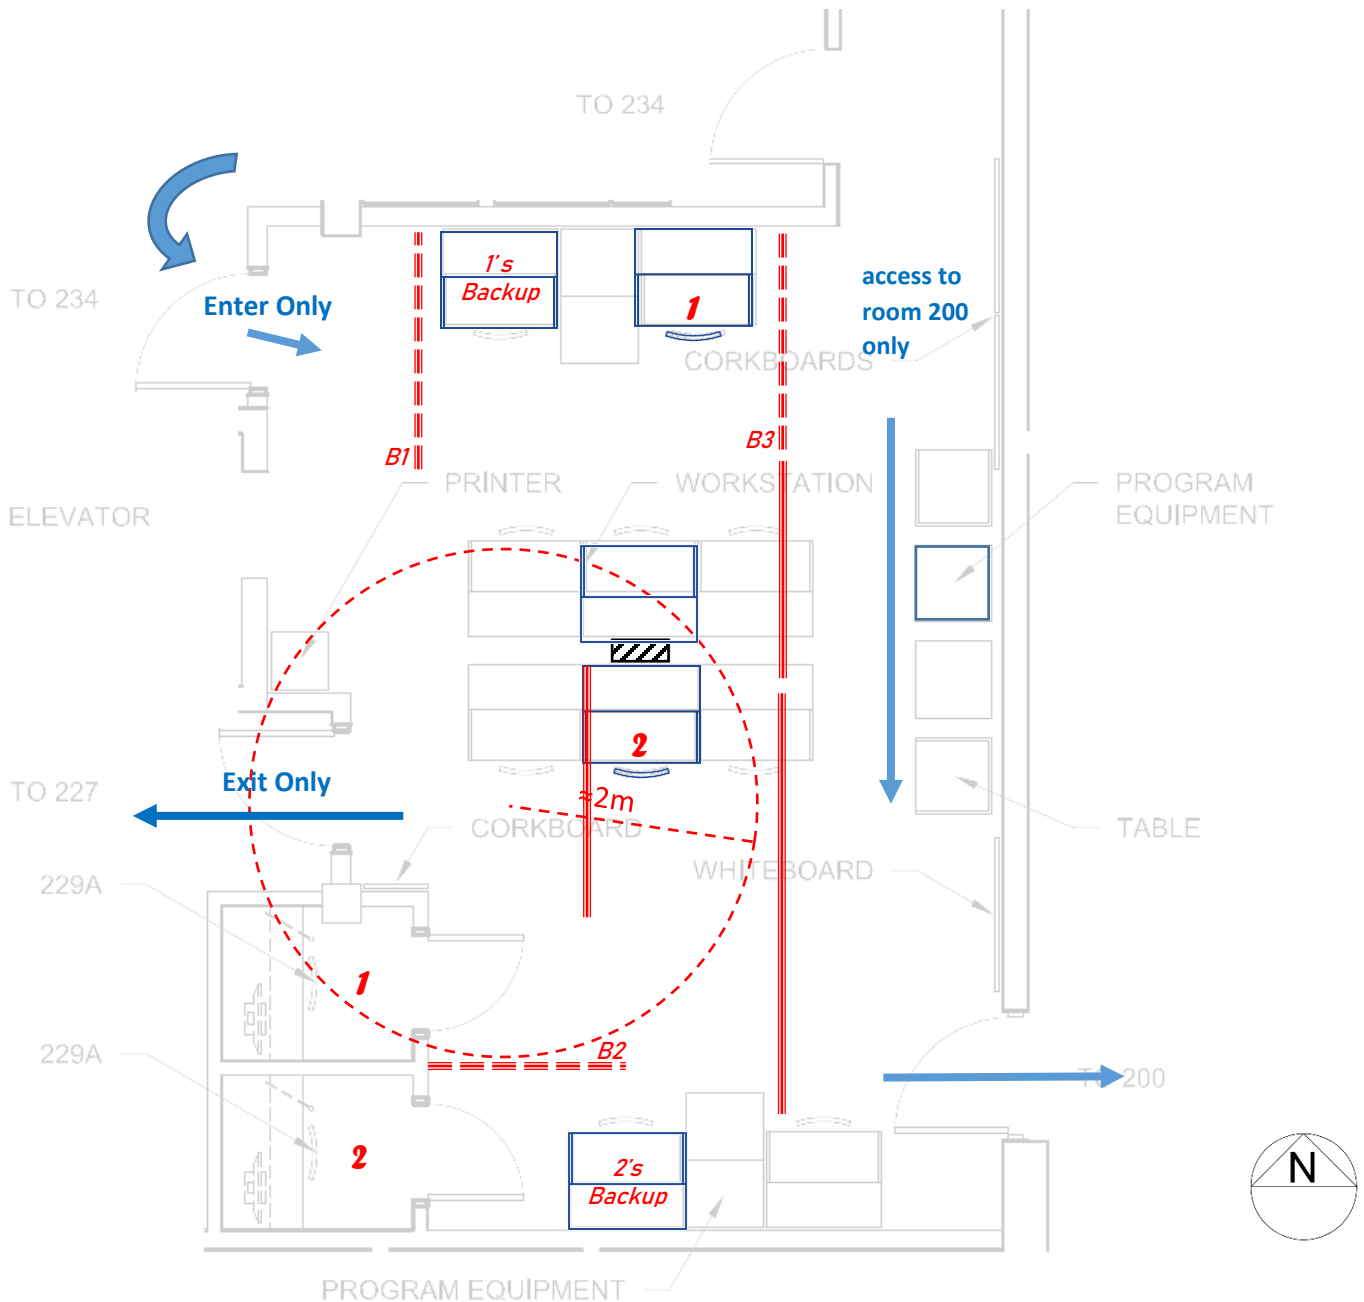 TO 234
TO 234
Enter Only
1's
Backup
1
access to
room 200
only
CORKBOARDS
B1
B3
PRINTER
WORKSTATION
PROGRAM
EQUIPMENT
ELEVATOR
2
Exit Only
≈2m
TO 227
CORKBOARD
TABLE
WHITEBOARD
229A
1
B2
229A
TO 200
2
2's
Backup
N
PROGRAM EQUIPMENT